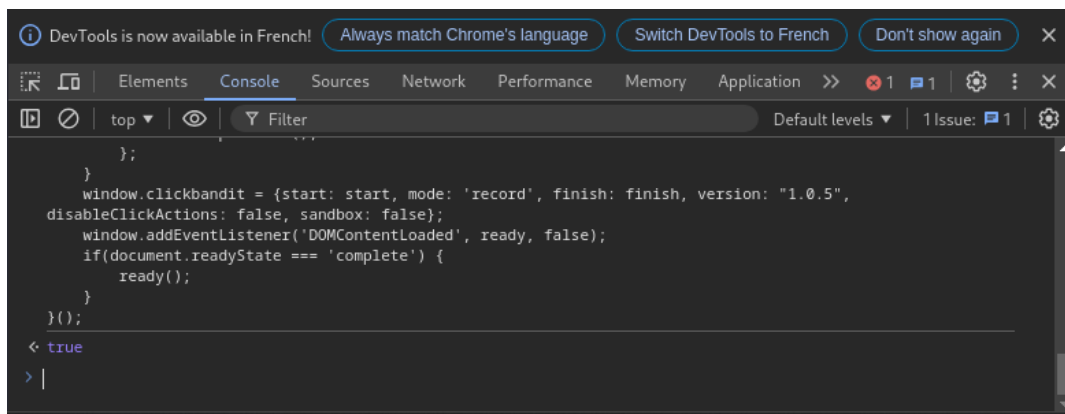 DevTools is now available in French! Always match Chrome's language Switch DevTools to French Don't show again
Elements Console Sources Network Performance Memory Application 1 1
top Filter Default levels 1 Issue: 1
};
}
window.clickbandit = {start: start, mode: 'record', finish: finish, version: "1.0.5",
disableClickActions: false, sandbox: false};
window.addEventListener('DOMContentLoaded', ready, false);
if(document.readyState === 'complete') {
ready();
}
}();
true